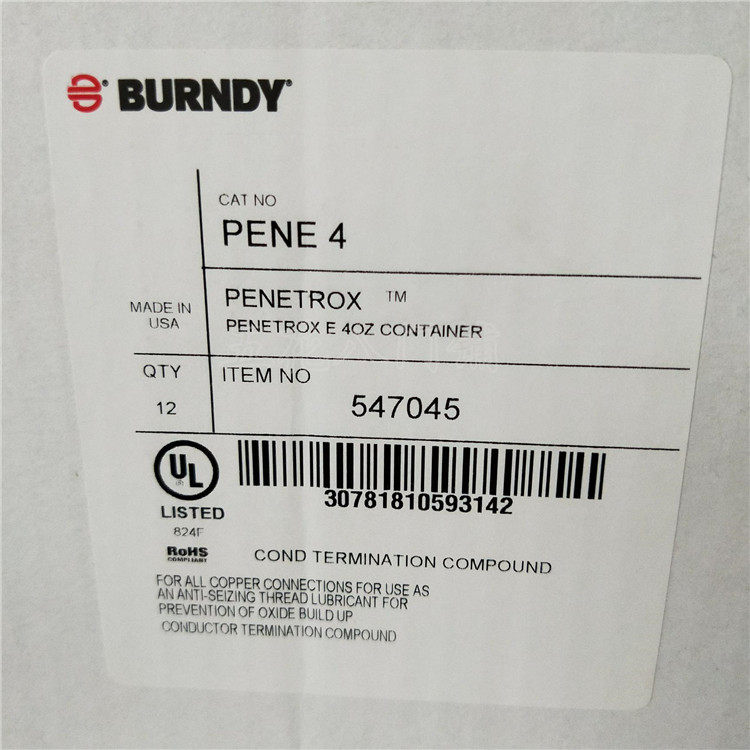 BURNDY®
CAT NO
PENE 4
PENETROX ™
PENETROX E 4OZ CONTAINER
MADE IN
USA
QTY
12
ITEM NO
547045
UL
®
LISTED
824F
RoHS
COMPLIANT
30781810593142
COND TERMINATION COMPOUND
FOR ALL COPPER CONNECTIONS FOR USE AS
AN ANTI-SEIZING THREAD LUBRICANT FOR
PREVENTION OF OXIDE BUILD UP
CONDUCTOR TERMINATION COMPOUND